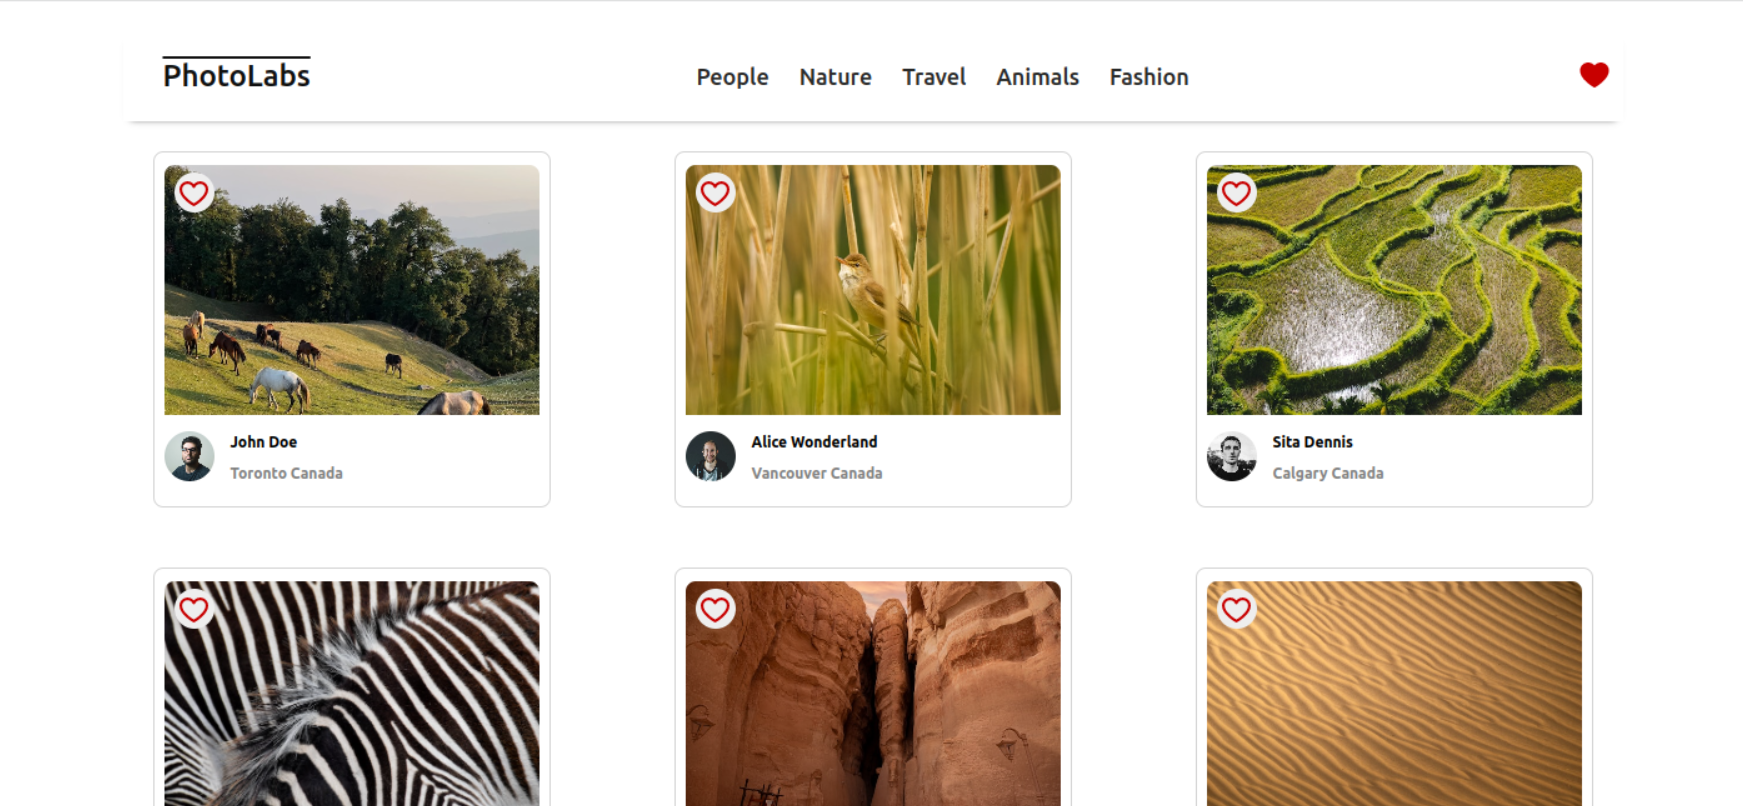 PhotoLabs
People Nature Travel Animals Fashion
John Doe
Toronto Canada
Alice Wonderland
Vancouver Canada
Sita Dennis
Calgary Canada